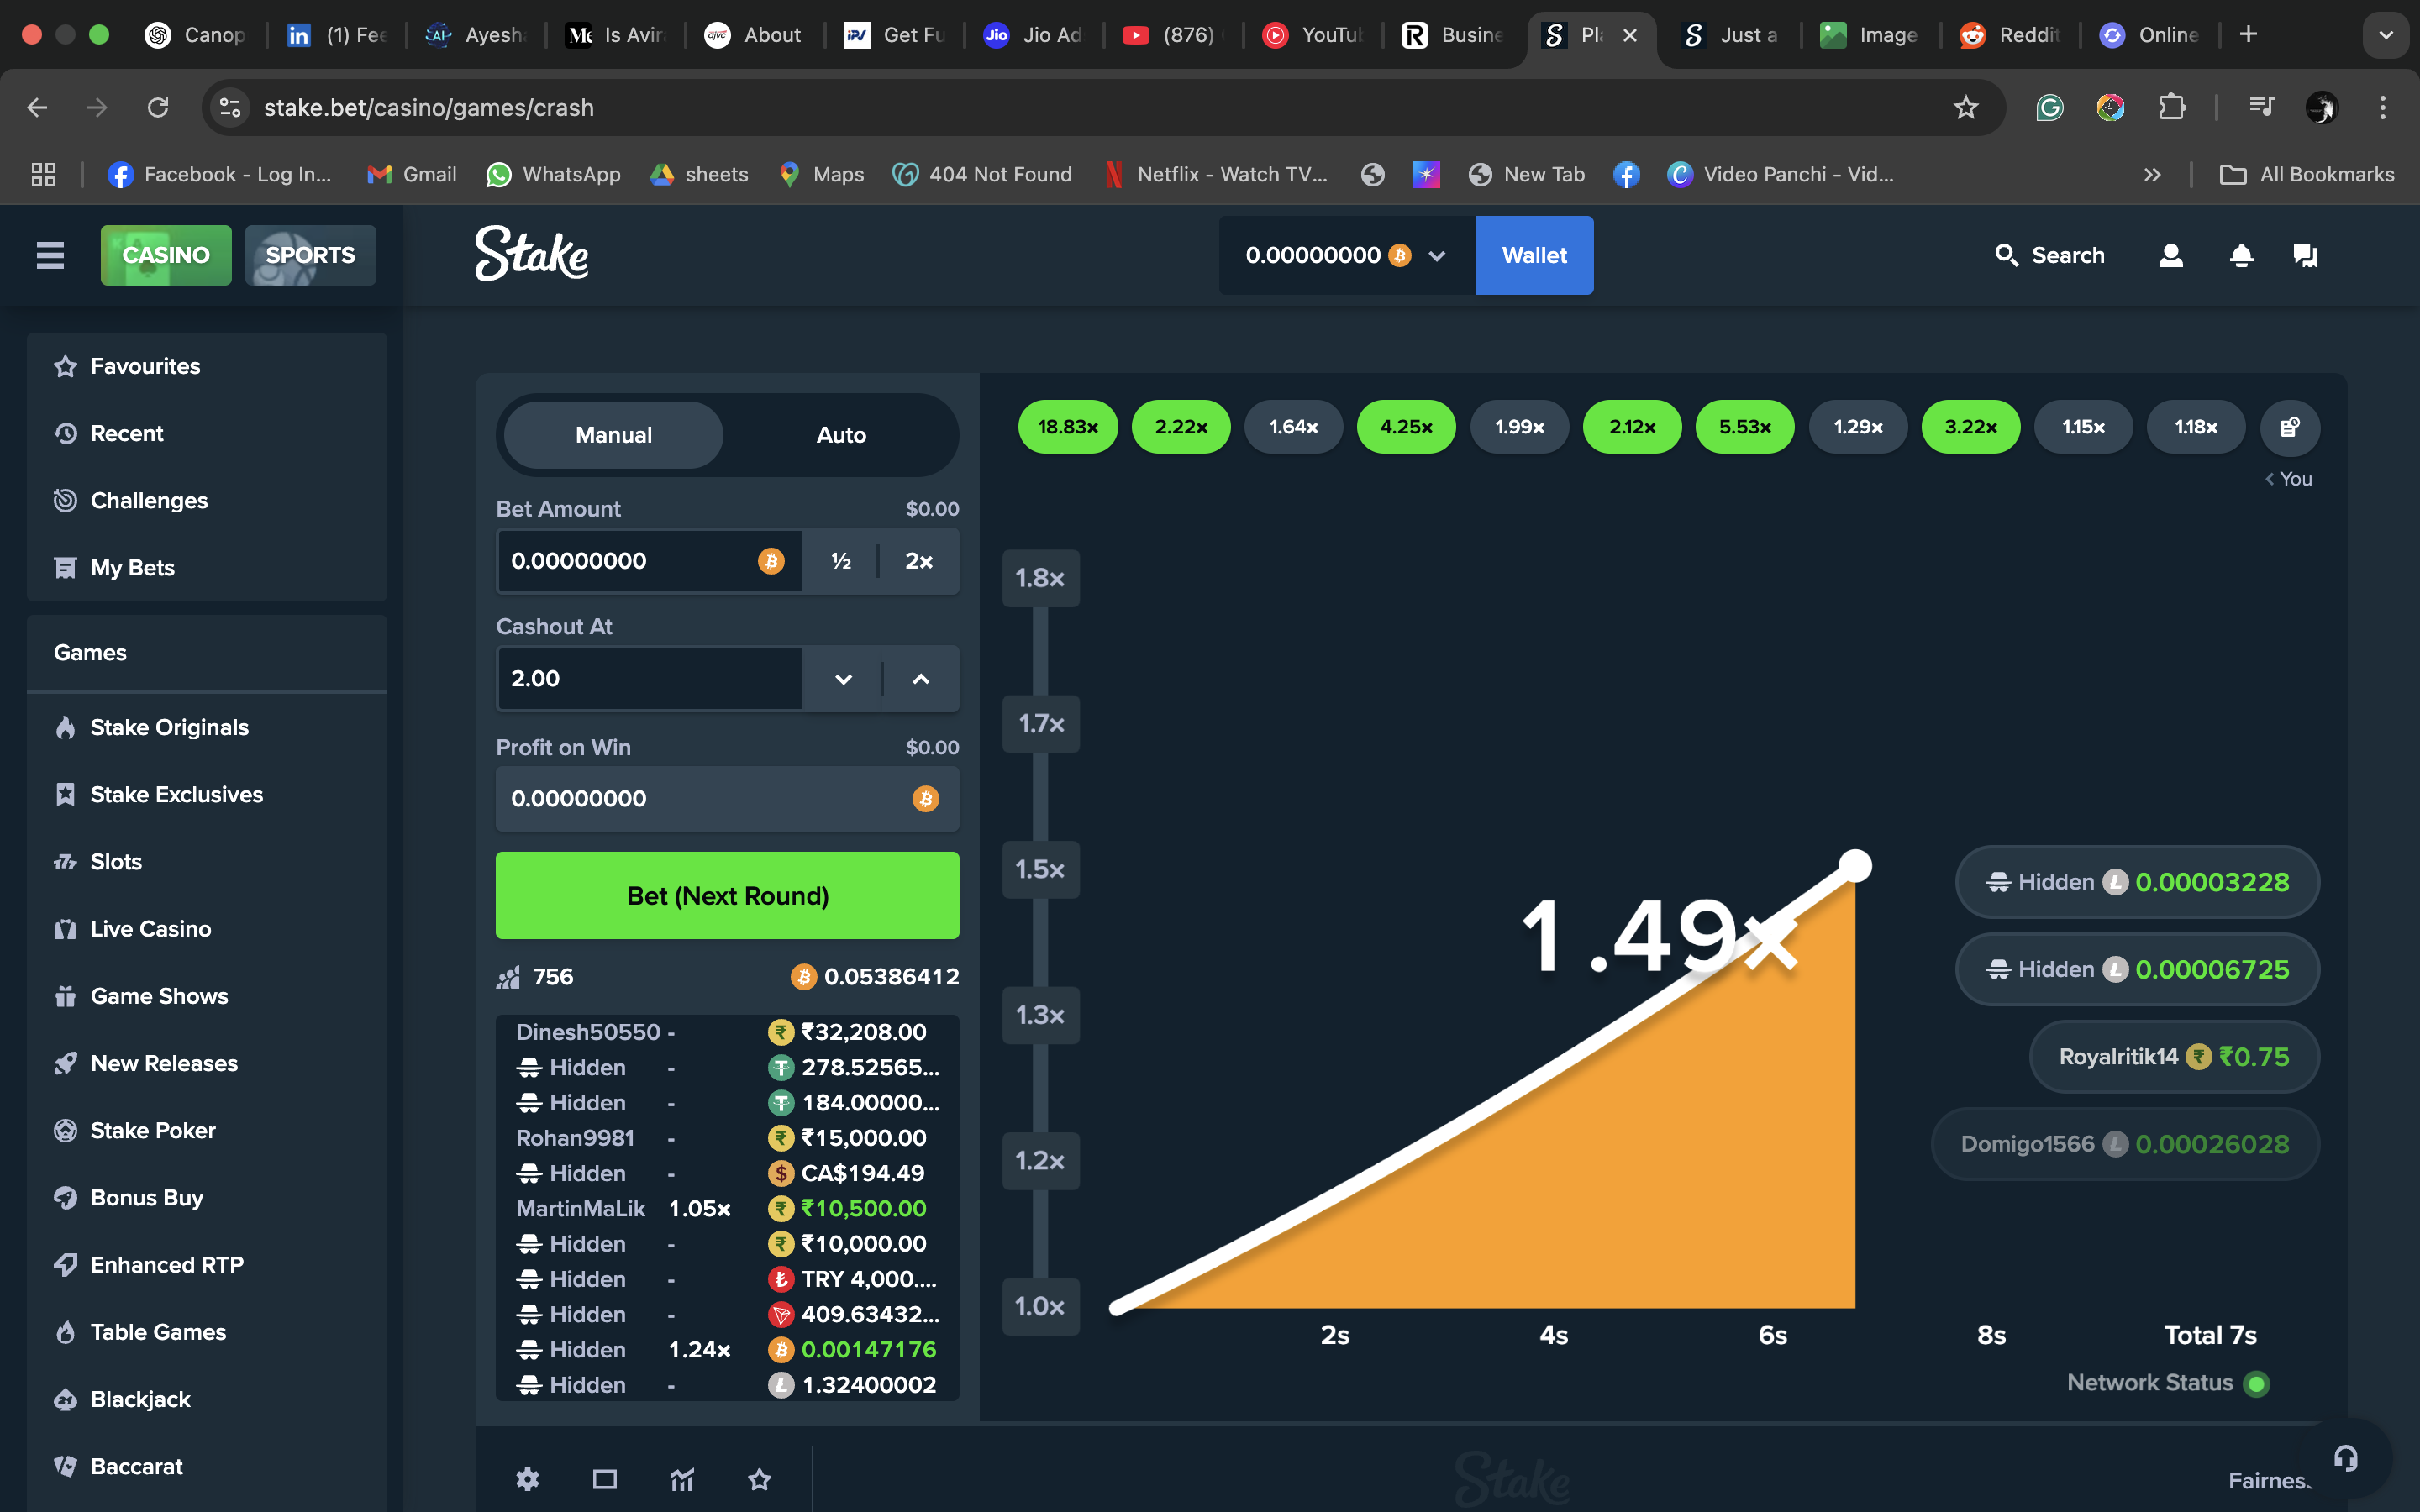 Canop
(1) Fee
Ayesh
Is Avira
About
Get Fu
Jio Ad
(876)
YouTub
Busine
Pla
Just a
Image
Reddit
Online
stake.bet/casino/games/crash
Facebook - Log In...
Gmail
WhatsApp
sheets
Maps
404 Not Found
Netflix - Watch TV...
New Tab
Video Panchi - Vid...
All Bookmarks
CASINO
SPORTS
Stake
0.00000000
Wallet
Search
Favourites
Recent
Challenges
My Bets
Games
Stake Originals
Stake Exclusives
Slots
Live Casino
Game Shows
New Releases
Stake Poker
Bonus Buy
Enhanced RTP
Table Games
Blackjack
Baccarat
Manual
Auto
Bet Amount $0.00
0.00000000 ½ 2×
Cashout At
2.00
Profit on Win $0.00
0.00000000
Bet (Next Round)
756 0.05386412
Dinesh50550 - ₹32,208.00
Hidden - 278.52565...
Hidden - 184.00000...
Rohan9981 - ₹15,000.00
Hidden - CA$194.49
MartinMaLik 1.05× ₹10,500.00
Hidden - ₹10,000.00
Hidden - TRY 4,000....
Hidden - 409.63432...
Hidden 1.24× 0.00147176
Hidden - 1.32400002
18.83× 2.22× 1.64× 4.25× 1.99× 2.12× 5.53× 1.29× 3.22× 1.15× 1.18×
You
1.8×
1.7×
1.5×
1.3×
1.2×
1.0×
1.49×
Hidden 0.00003228
Hidden 0.00006725
Royalritik14 ₹0.75
Domigo1566 0.00026028
2s 4s 6s 8s Total 7s
Network Status
Stake
Fairnes